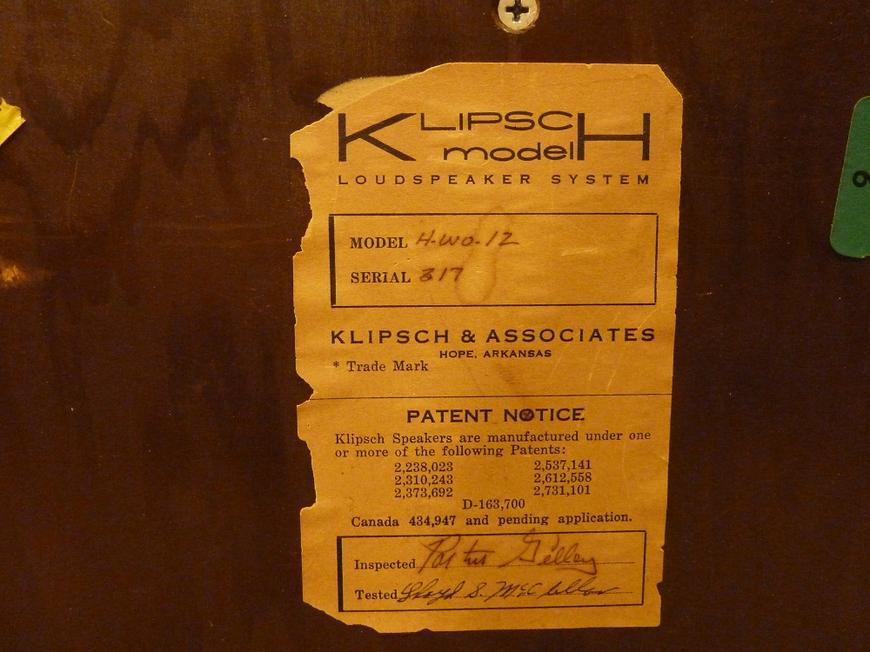 KLIPSCH
model
LOUDSPEAKER SYSTEM
MODEL H-WO-12
SERIAL 317
KLIPSCH & ASSOCIATES
HOPE, ARKANSAS
* Trade Mark
PATENT NOTICE
Klipsch Speakers are manufactured under one
or more of the following Patents:
2,238,023 2,537,141
2,310,243 2,612,558
2,373,692 2,731,101
D-163,700
Canada 434,947 and pending application.
Inspected
Tested Lloyd S. McClellan